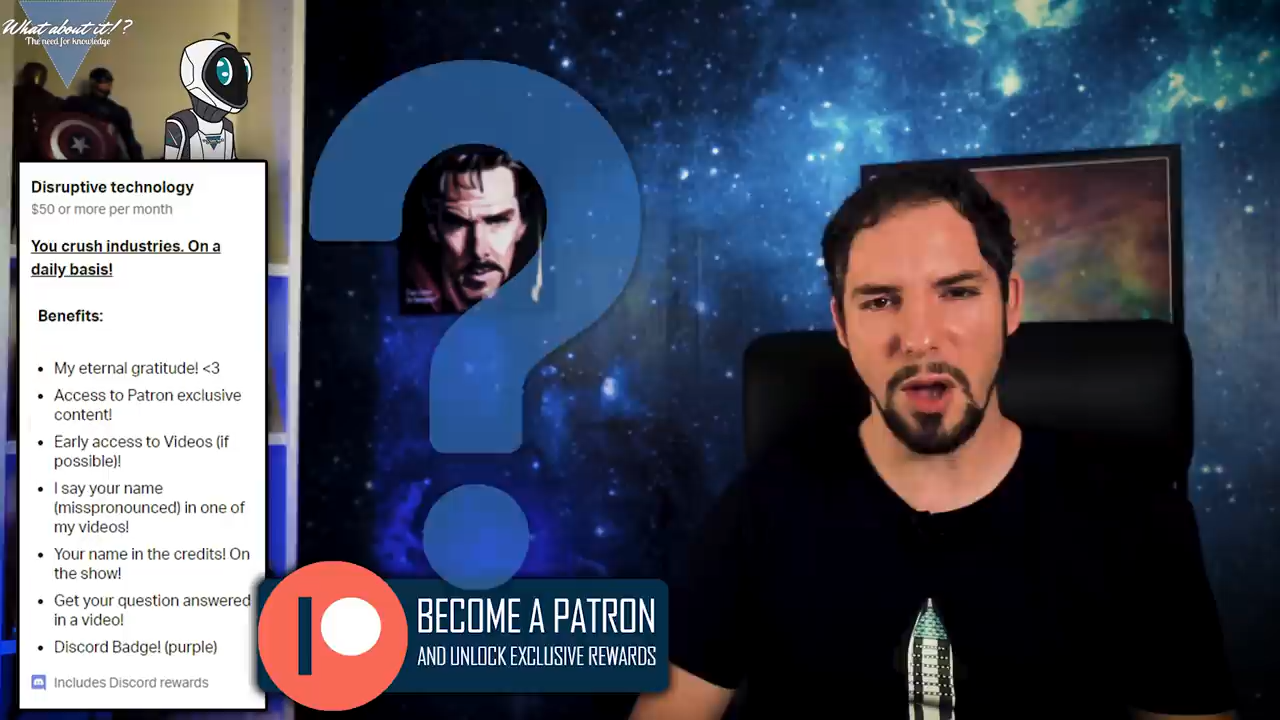 What about it!?
The need for knowledge
Disruptive technology
$50 or more per month
You crush industries. On a
daily basis!
Benefits:
My eternal gratitude! <3
Access to Patron exclusive
content!
Early access to Videos (if
possible)!
I say your name
(misspronounced) in one of
my videos!
Your name in the credits! On
the show!
Get your question answered
in a video!
Discord Badge! (purple)
Includes Discord rewards
BECOME A PATRON
AND UNLOCK EXCLUSIVE REWARDS